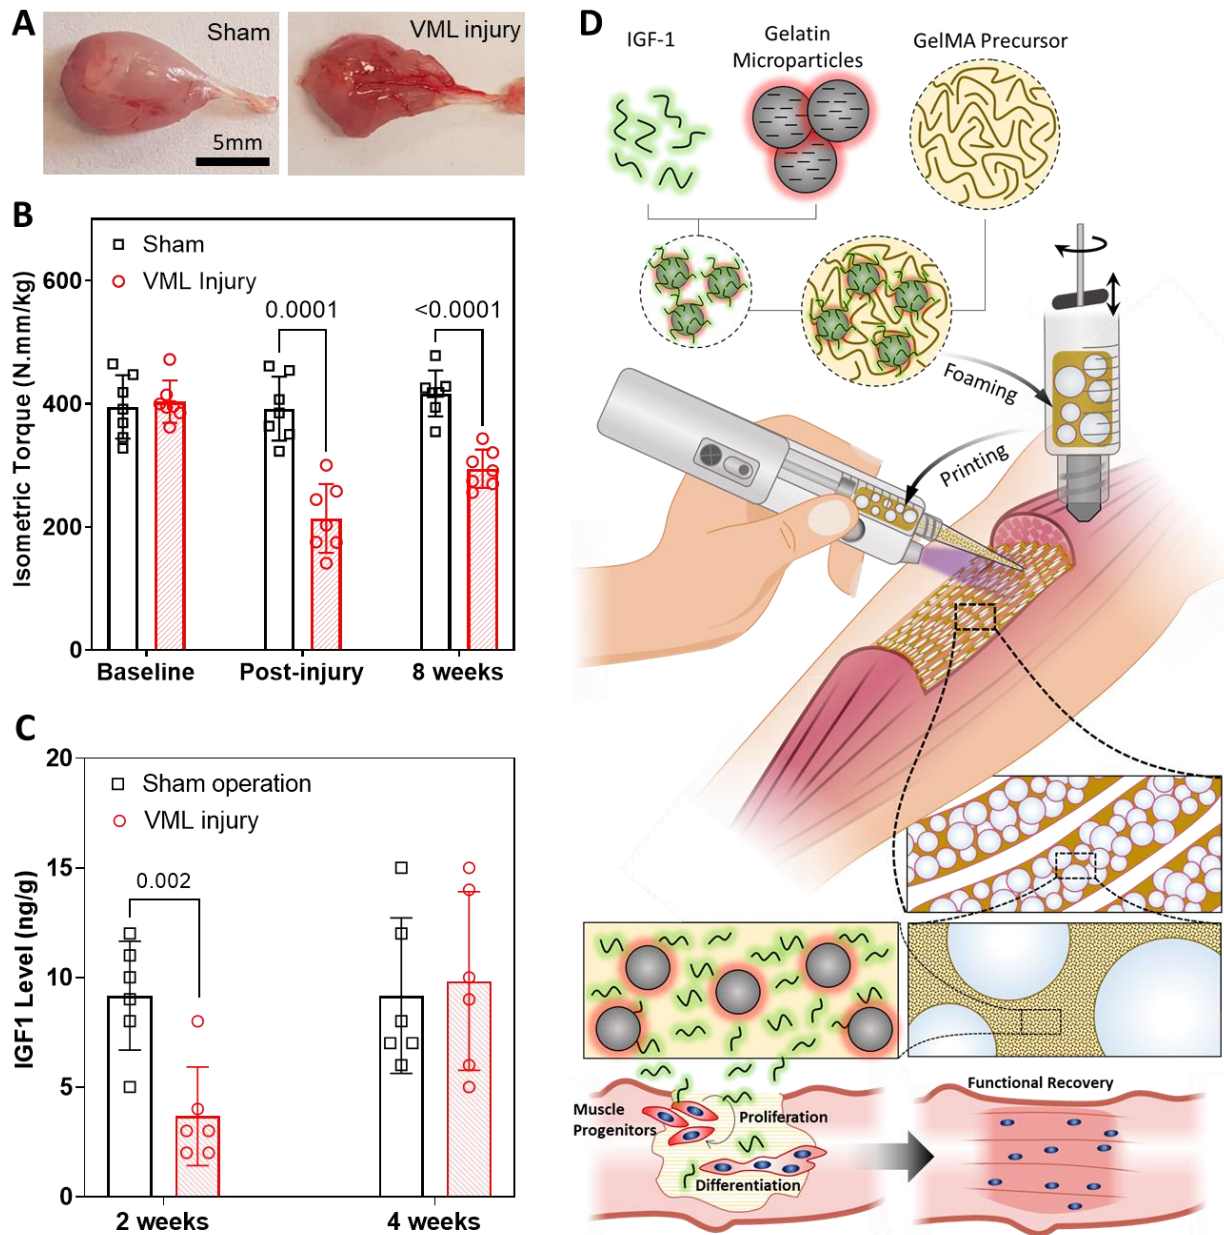 A
Sham
VML injury
5mm
B
Sham
VML Injury
Isometric Torque (N.mm/kg)
600
400
200
0
0.0001
<0.0001
Baseline
Post-injury
8 weeks
C
Sham operation
VML injury
IGF1 Level (ng/g)
20
15
10
5
0
0.002
2 weeks
4 weeks
D
IGF-1
Gelatin
Microparticles
GelMA Precursor
Foaming
Printing
Muscle
Progenitors
Proliferation
Differentiation
Functional Recovery